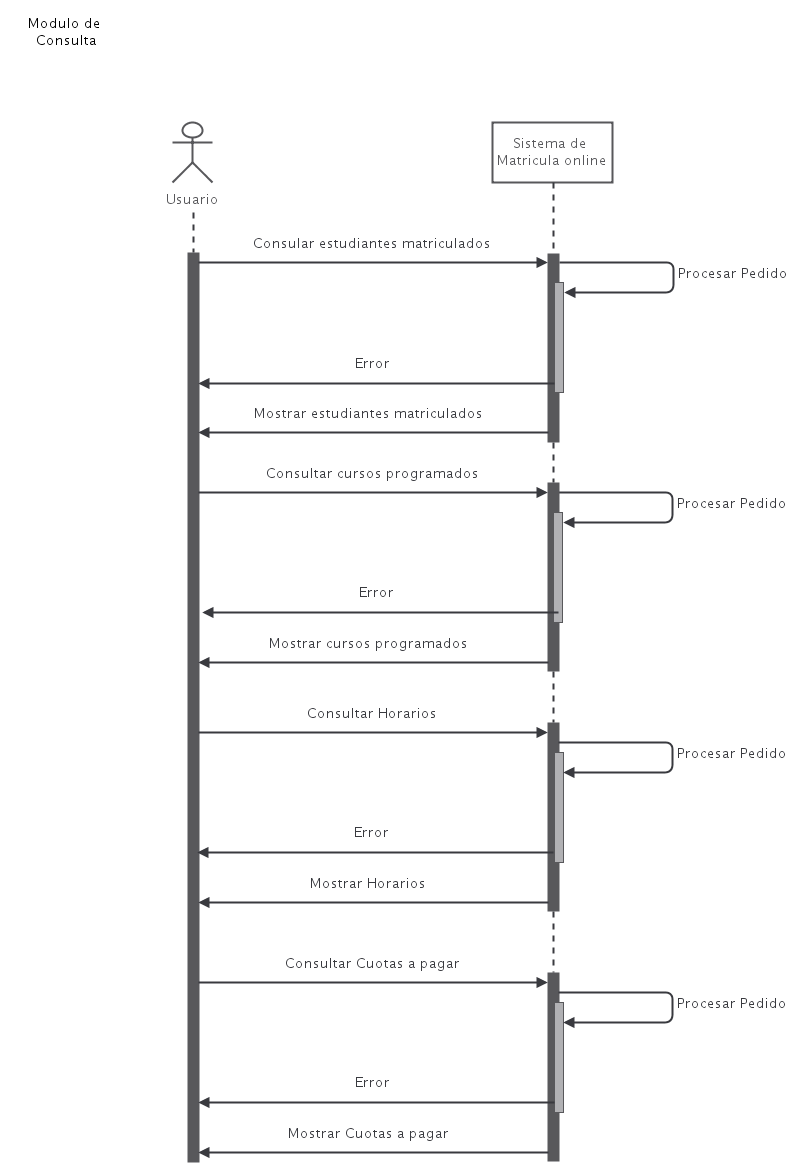 Modulo de
Consulta
Sistema de
Matricula online
Usuario
Consular estudiantes matriculados
Procesar Pedido
Error
Mostrar estudiantes matriculados
Consultar cursos programados
Procesar Pedido
Error
Mostrar cursos programados
Consultar Horarios
Procesar Pedido
Error
Mostrar Horarios
Consultar Cuotas a pagar
Procesar Pedido
Error
Mostrar Cuotas a pagar